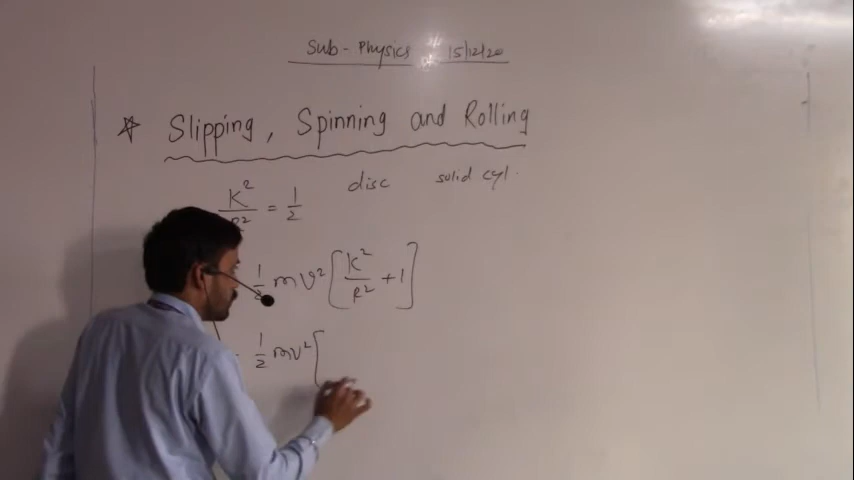 Sub - Physics 15/12/20
☆ Slipping, Spinning and Rolling
K²/R² = 1/2 disc solid cyl.
1/2 mv² [K²/R² + 1]
1/2 mv² [